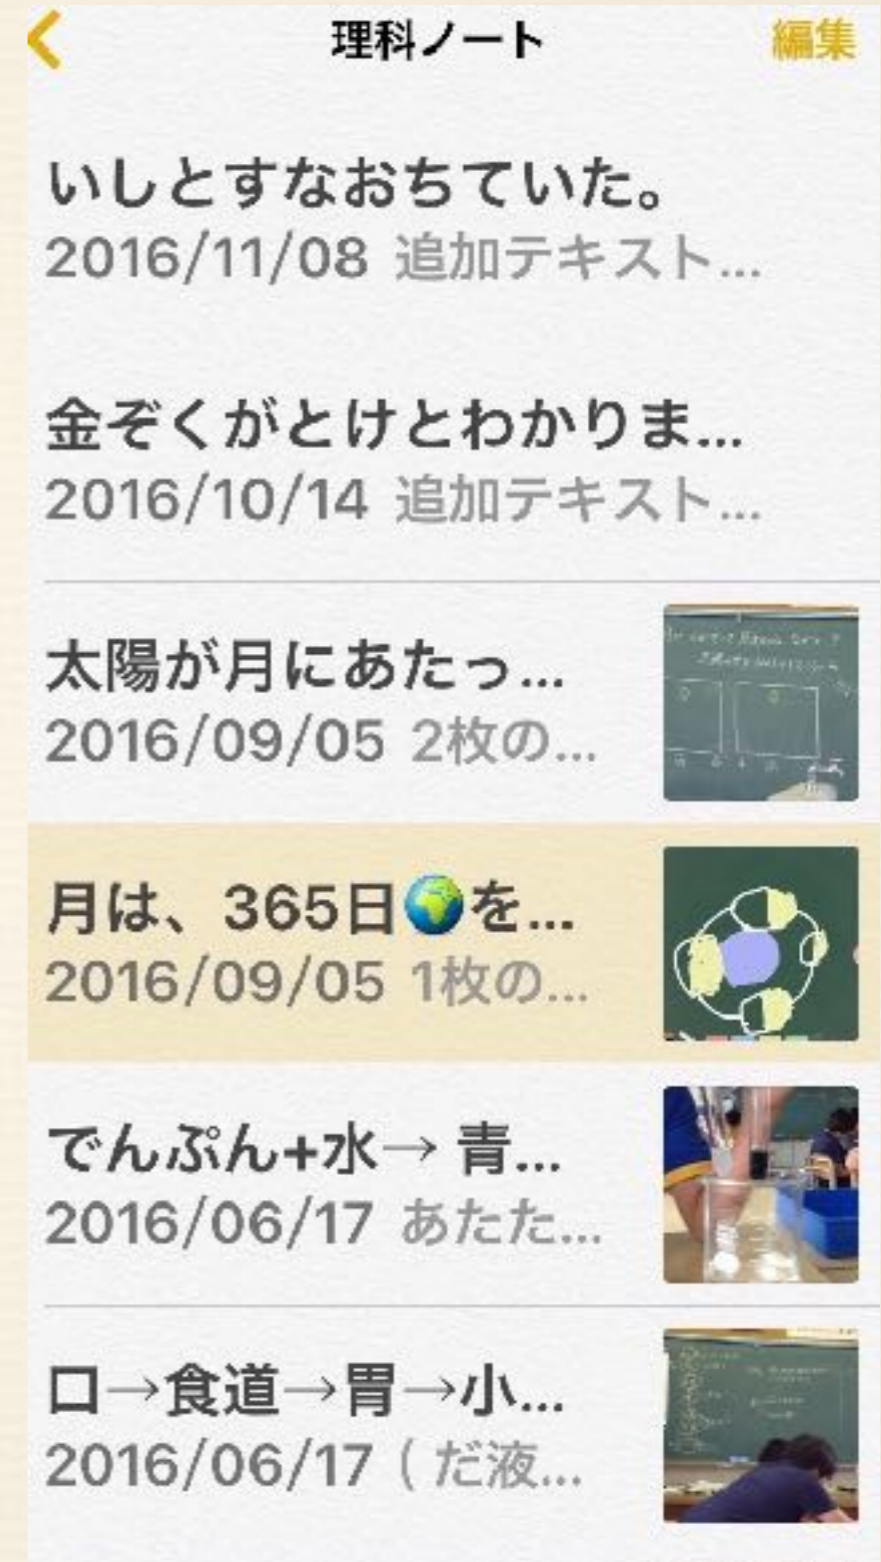 理科ノート 編集
いしとすなおちていた。
2016/11/08 追加テキスト...
金ぞくがとけとわかりま...
2016/10/14 追加テキスト...
太陽が月にあたっ...
2016/09/05 2枚の...
月は、365日🌍を...
2016/09/05 1枚の...
でんぷん+水→ 青...
2016/06/17 あたた...
口→食道→胃→小...
2016/06/17 ( だ液...